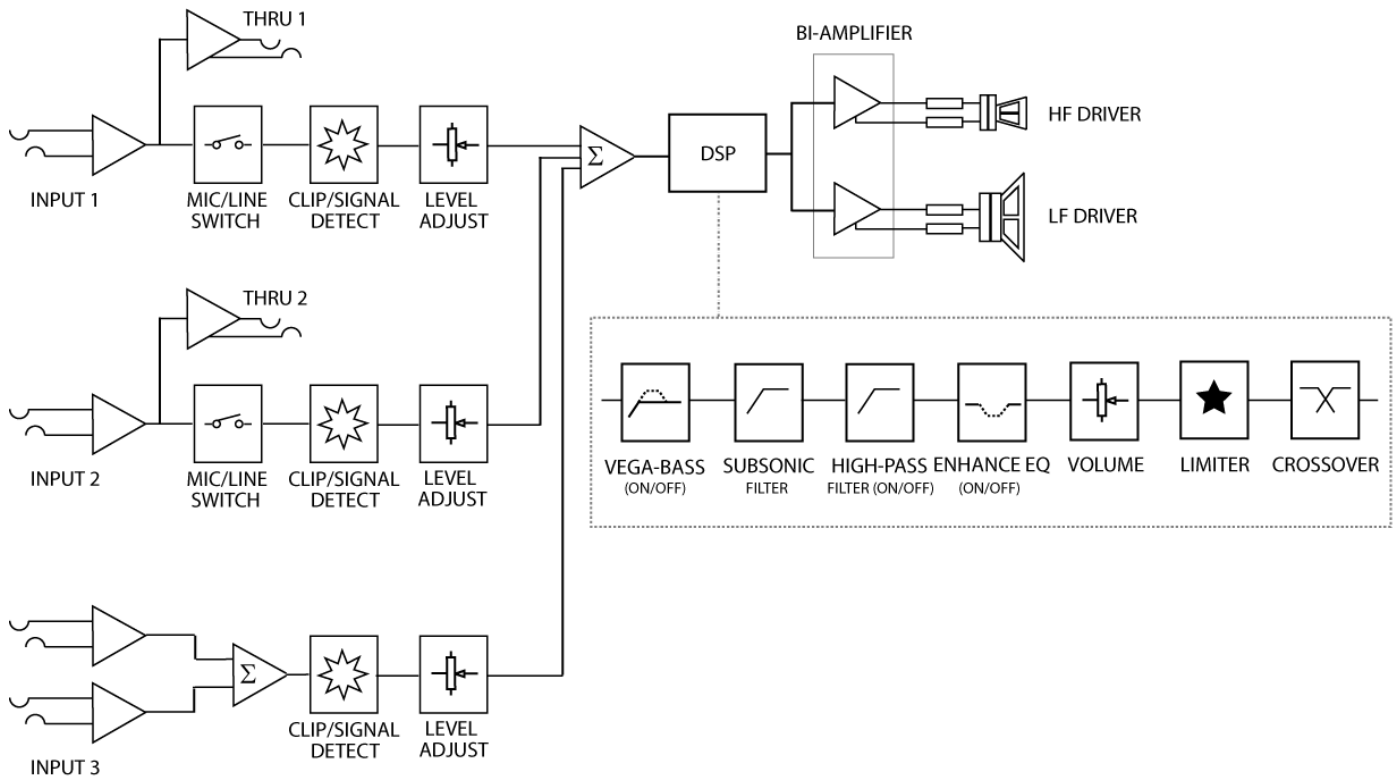 THRU 1
INPUT 1
MIC/LINE
SWITCH
CLIP/SIGNAL
DETECT
LEVEL
ADJUST
Σ
DSP
BI-AMPLIFIER
HF DRIVER
LF DRIVER
THRU 2
INPUT 2
MIC/LINE
SWITCH
CLIP/SIGNAL
DETECT
LEVEL
ADJUST
VEGA-BASS
(ON/OFF)
SUBSONIC
FILTER
HIGH-PASS
FILTER (ON/OFF)
ENHANCE EQ
(ON/OFF)
VOLUME
LIMITER
CROSSOVER
INPUT 3
Σ
CLIP/SIGNAL
DETECT
LEVEL
ADJUST